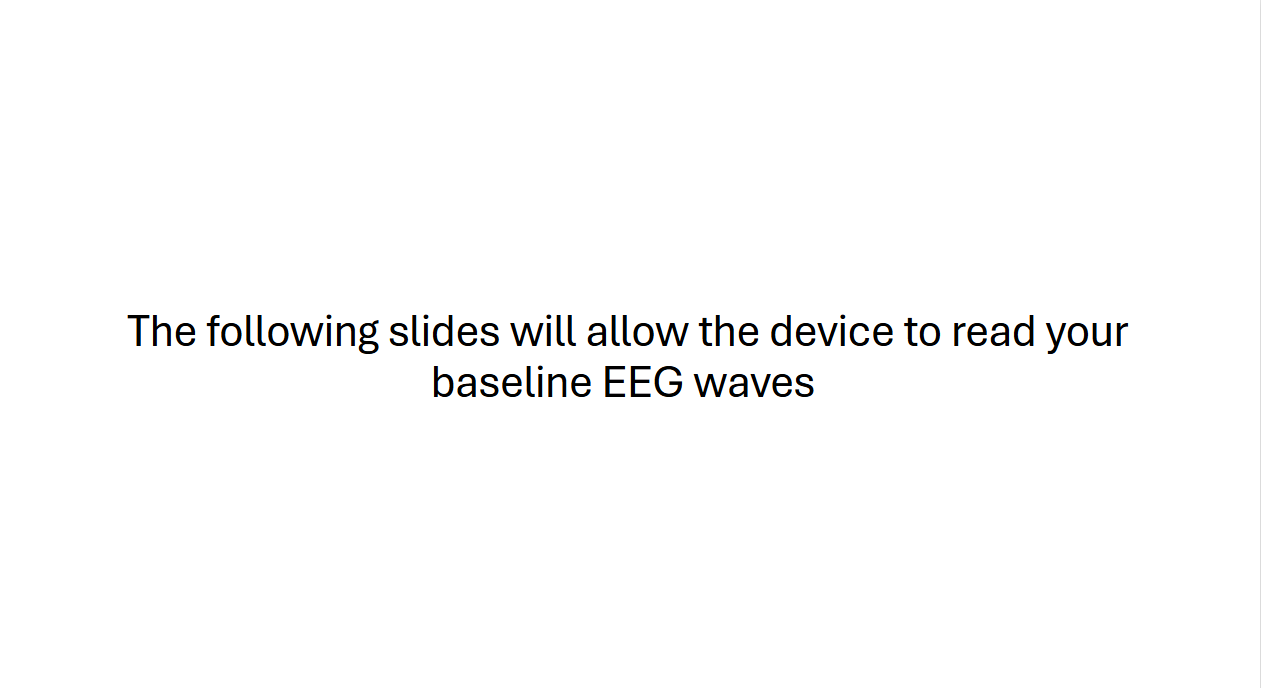 The following slides will allow the device to read your
baseline EEG waves